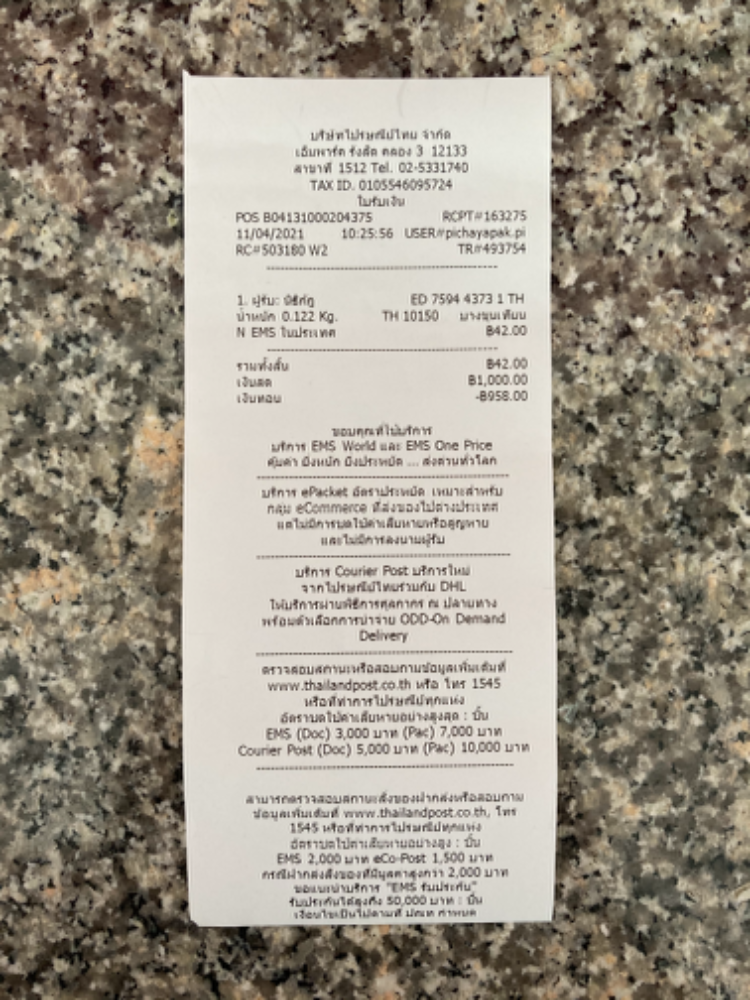 บริษัทไปรษณีย์ไทย จำกัด
เอ็มพาร์ค รังสิต คลอง 3 12133
สาขาที่ 1512 Tel. 02-5331740
TAX ID. 0105546095724
ใบรับเงิน
POS B04131000204375 RCPT#163275
11/04/2021 10:25:56 USER#pichayapak.pi
RC#503180 W2 TR#493754
1. ผู้รับ: ED 7594 4373 1 TH
น้ำหนัก 0.122 Kg. TH 10150 บางขุนเทียน
N EMS ในประเทศ ฿42.00
รวมทั้งสิ้น ฿42.00
เงินสด ฿1,000.00
เงินทอน -฿958.00
ขอบคุณที่ใช้บริการ
บริการ EMS World และ EMS One Price
คุ้มค่า ยิ่งหนัก ยิ่งประหยัด ... ส่งด่วนทั่วโลก
บริการ ePacket อัตราประหยัด เหมาะสำหรับ
กลุ่ม eCommerce ที่ส่งของไปต่างประเทศ
แต่ไม่มีการชดใช้ค่าเสียหายหรือสูญหาย
และไม่มีการลงนามผู้รับ
บริการ Courier Post บริการใหม่
จากไปรษณีย์ไทยร่วมกับ DHL
ให้บริการผ่านพิธีการศุลกากร ณ ปลายทาง
พร้อมตัวเลือกการนำจ่าย ODD-On Demand
Delivery
ตรวจสอบสถานะหรือสอบถามข้อมูลเพิ่มเติมที่
www.thailandpost.co.th หรือ โทร 1545
หรือที่ทำการไปรษณีย์ทุกแห่ง
อัตราชดใช้ค่าเสียหายอย่างสูงสุด : ชิ้น
EMS (Doc) 3,000 บาท (Pac) 7,000 บาท
Courier Post (Doc) 5,000 บาท (Pac) 10,000 บาท
สามารถตรวจสอบสถานะสิ่งของฝากส่งหรือสอบถาม
ข้อมูลเพิ่มเติมที่ www.thailandpost.co.th, โทร
1545 หรือที่ทำการไปรษณีย์ทุกแห่ง
อัตราชดใช้ค่าเสียหายอย่างสูง : ชิ้น
EMS 2,000 บาท eCo-Post 1,500 บาท
กรณีฝากส่งสิ่งของที่มีมูลค่าสูงกว่า 2,000 บาท
ขอแนะนำบริการ "EMS รับประกัน"
รับประกันได้สูงถึง 50,000 บาท : ชิ้น
เงื่อนไขเป็นไปตามที่ ปณท กำหนด